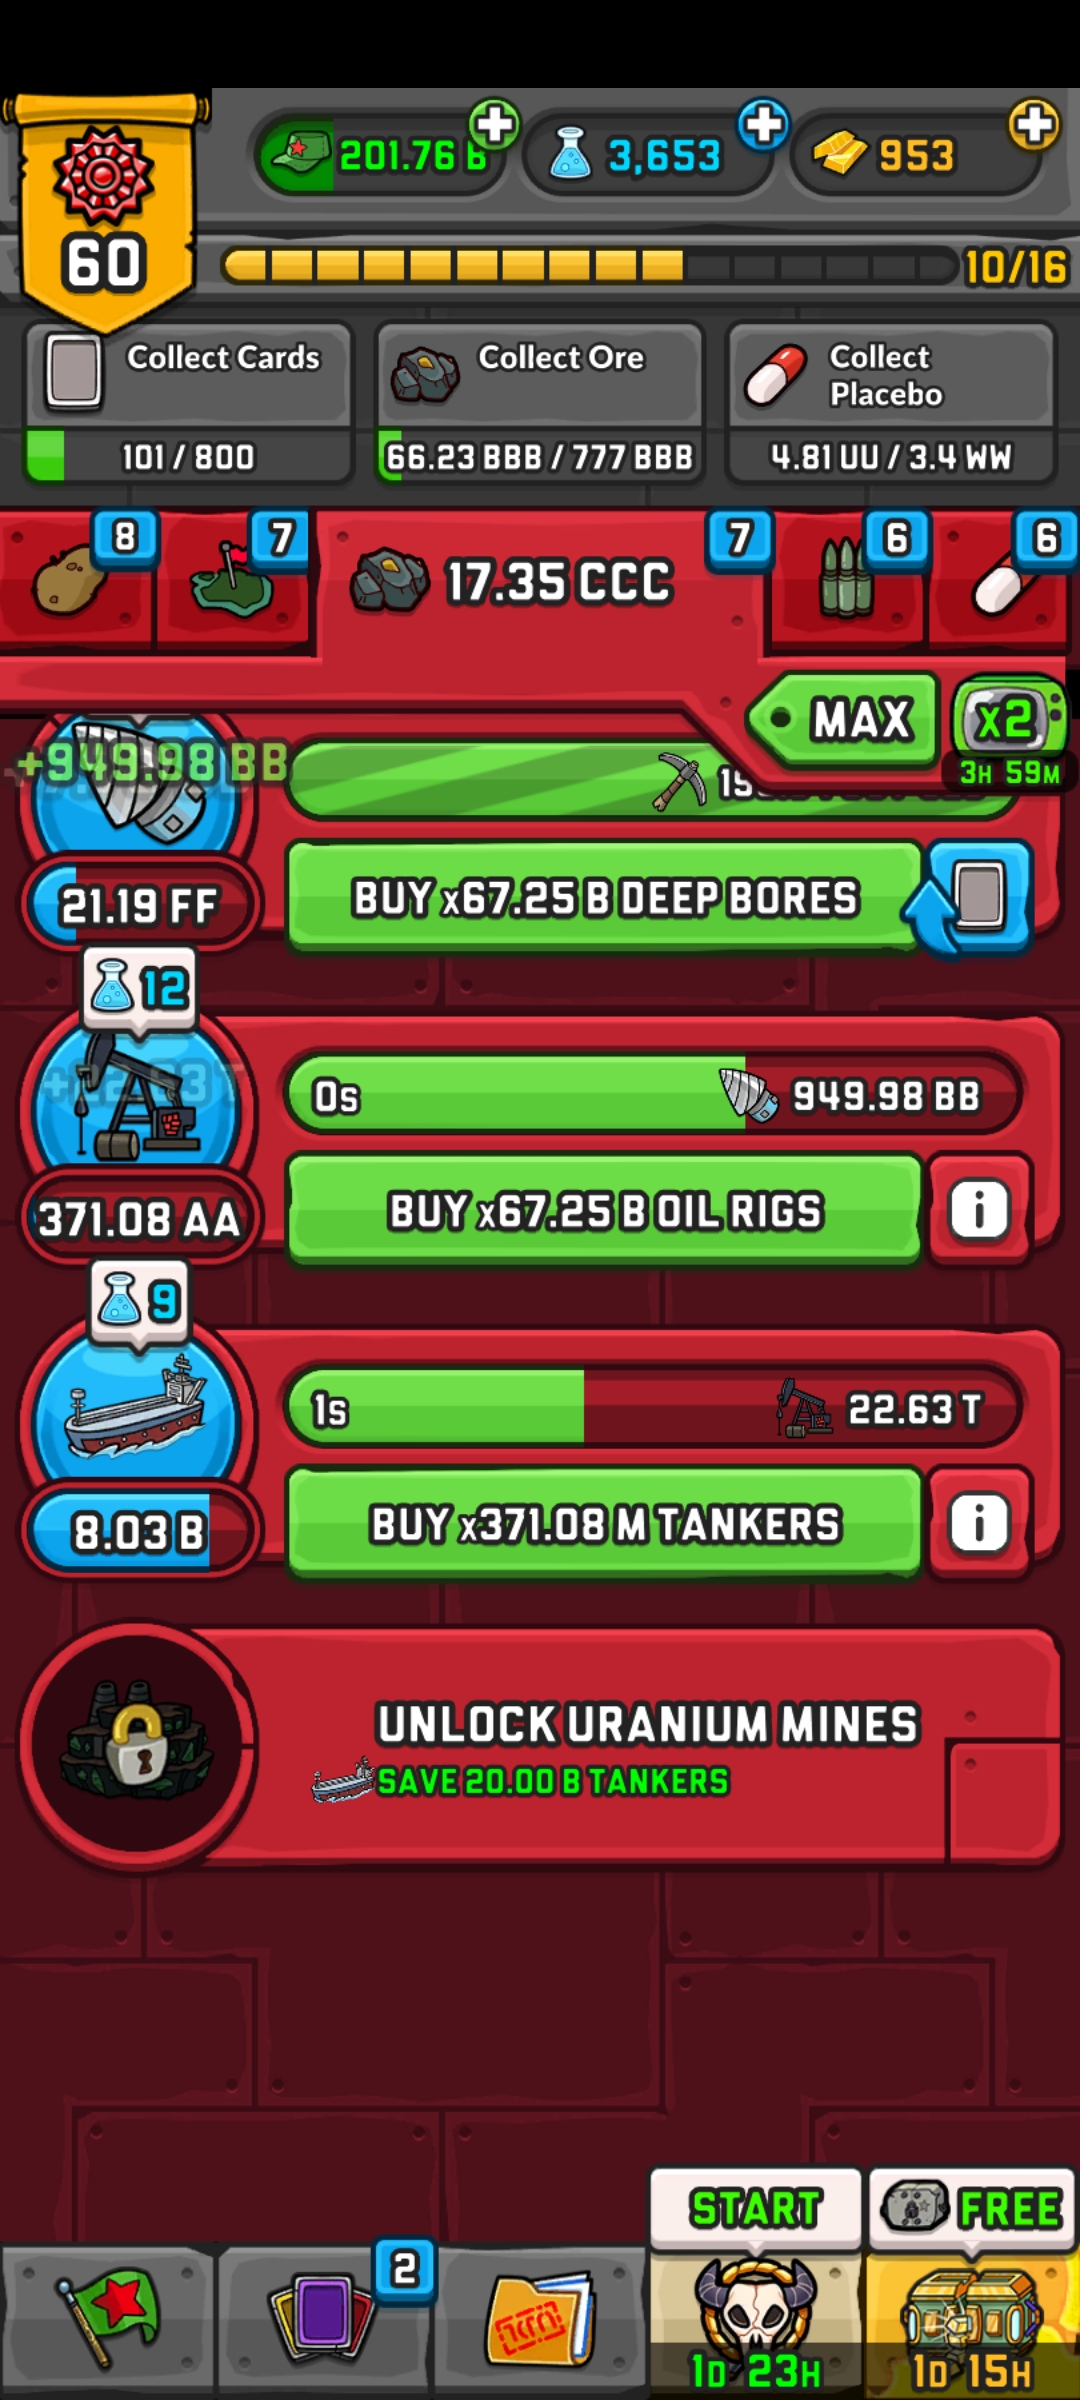 201.76 B
3,653
953
60
10/16
Collect Cards
101 / 800
Collect Ore
66.23 BBB / 777 BBB
Collect
Placebo
4.81 UU / 3.4 WW
8
7
17.35 CCC
7
6
6
MAX
x2
3H 59M
+949.98 BB
21.19 FF
BUY x67.25 B DEEP BORES
12
0s
949.98 BB
371.08 AA
BUY x67.25 B OIL RIGS
i
9
1s
22.63 T
8.03 B
BUY x371.08 M TANKERS
i
UNLOCK URANIUM MINES
SAVE 20.00 B TANKERS
START
FREE
2
1D 23H
1D 15H